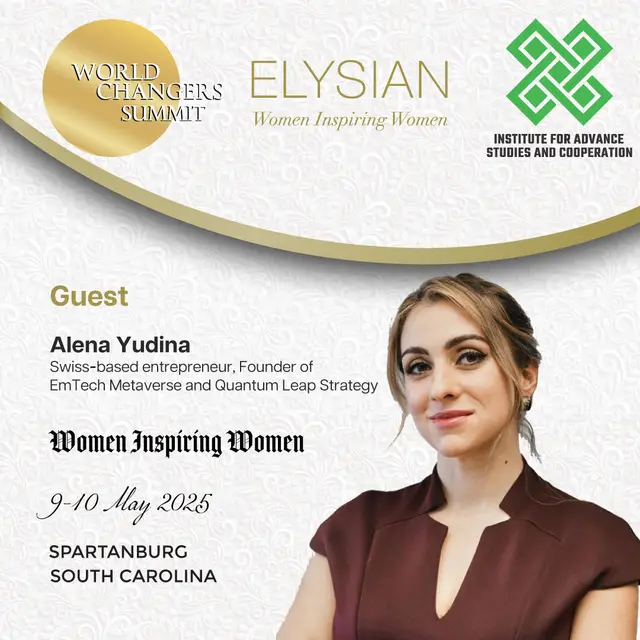 WORLD
CHANGERS
SUMMIT
ELYSIAN
Women Inspiring Women
INSTITUTE FOR ADVANCE
STUDIES AND COOPERATION
Guest
Alena Yudina
Swiss-based entrepreneur, Founder of
EmTech Metaverse and Quantum Leap Strategy
Women Inspiring Women
9-10 May 2025
SPARTANBURG
SOUTH CAROLINA